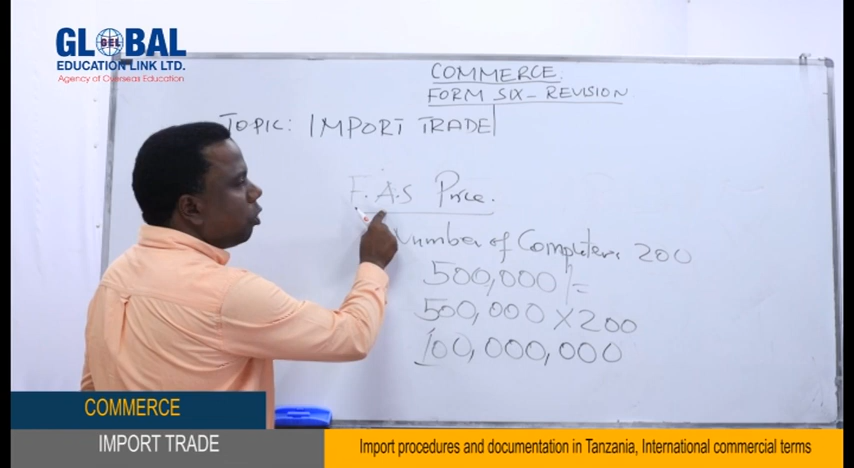 GLOBAL
GEL
EDUCATION LINK LTD.
Agency of Overseas Education
COMMERCE.
FORM SIX - REVISION
TOPIC: IMPORT TRADE
F.A.S Price.
Number of Computers 200
500,000/=
500,000 X 200
100,000,000
COMMERCE
IMPORT TRADE
Import procedures and documentation in Tanzania, International commercial terms